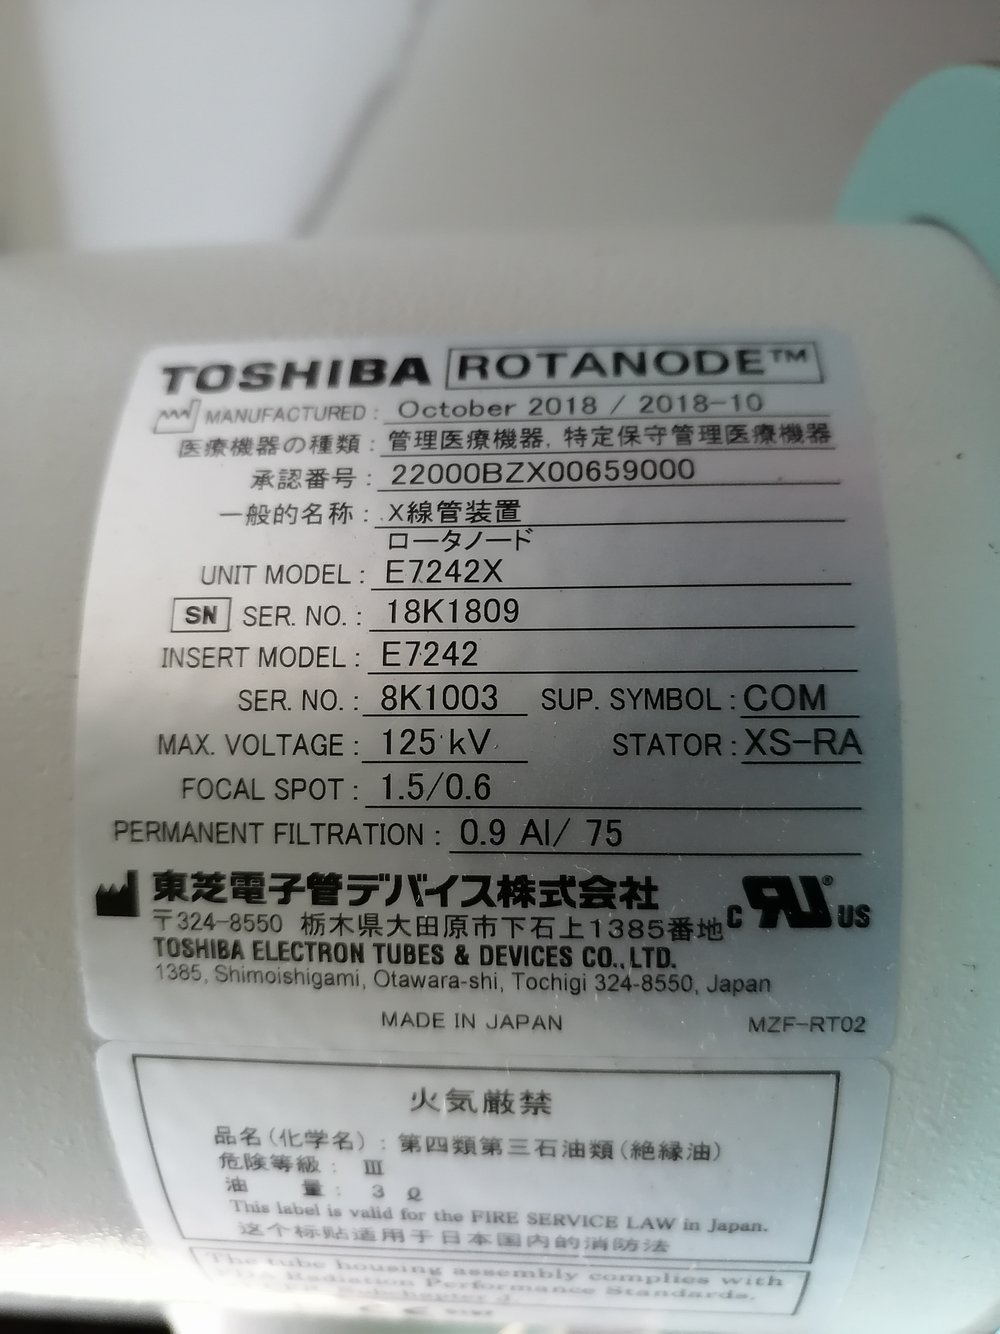 TOSHIBA ROTANODE™
MANUFACTURED : October 2018 / 2018-10
医療機器の種類 : 管理医療機器, 特定保守管理医療機器
承認番号 : 22000BZX00659000
一般的名称 : X線管装置
ロータノード
UNIT MODEL : E7242X
SN SER. NO. : 18K1809
INSERT MODEL : E7242
SER. NO. : 8K1003 SUP. SYMBOL : COM
MAX. VOLTAGE : 125 kV STATOR : XS-RA
FOCAL SPOT : 1.5/0.6
PERMANENT FILTRATION : 0.9 Al/ 75
東芝電子管デバイス株式会社
〒324-8550 栃木県大田原市下石上1385番地
TOSHIBA ELECTRON TUBES & DEVICES CO., LTD.
1385, Shimoishigami, Otawara-shi, Tochigi 324-8550, Japan
C RU® US
MADE IN JAPAN MZF-RT02
火気厳禁
品名(化学名) : 第四類第三石油類(絶縁油)
危険等級 : III
油 量 : 3 ℓ
This label is valid for the FIRE SERVICE LAW in Japan.
这个标贴适用于日本国内的消防法
The tube housing assembly complies with
Radiation Performance Standards.
Subchapter J